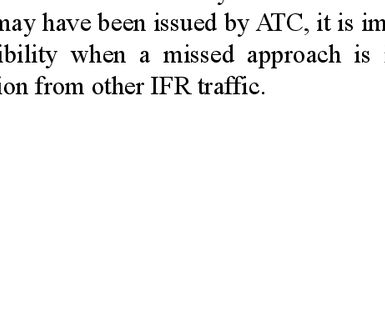 may have been issued by ATC, it is im
ibility when a missed approach is
ion from other IFR traffic.